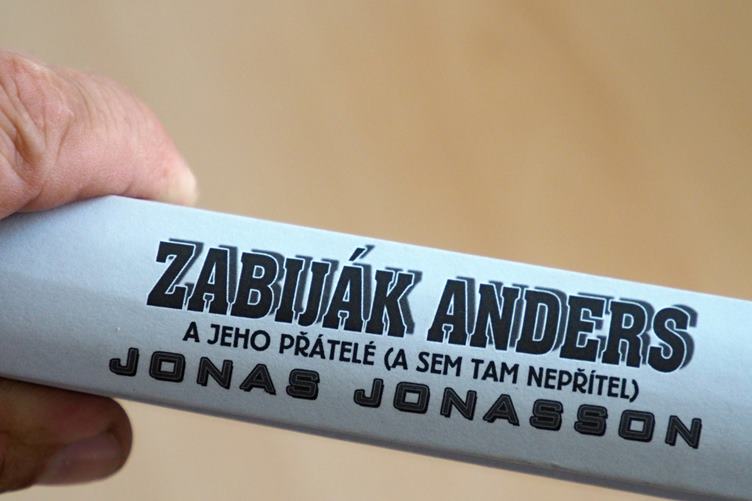 ZABIJÁK ANDERS
A JEHO PŘÁTELÉ (A SEM TAM NEPŘÍTEL)
JONAS JONASSON